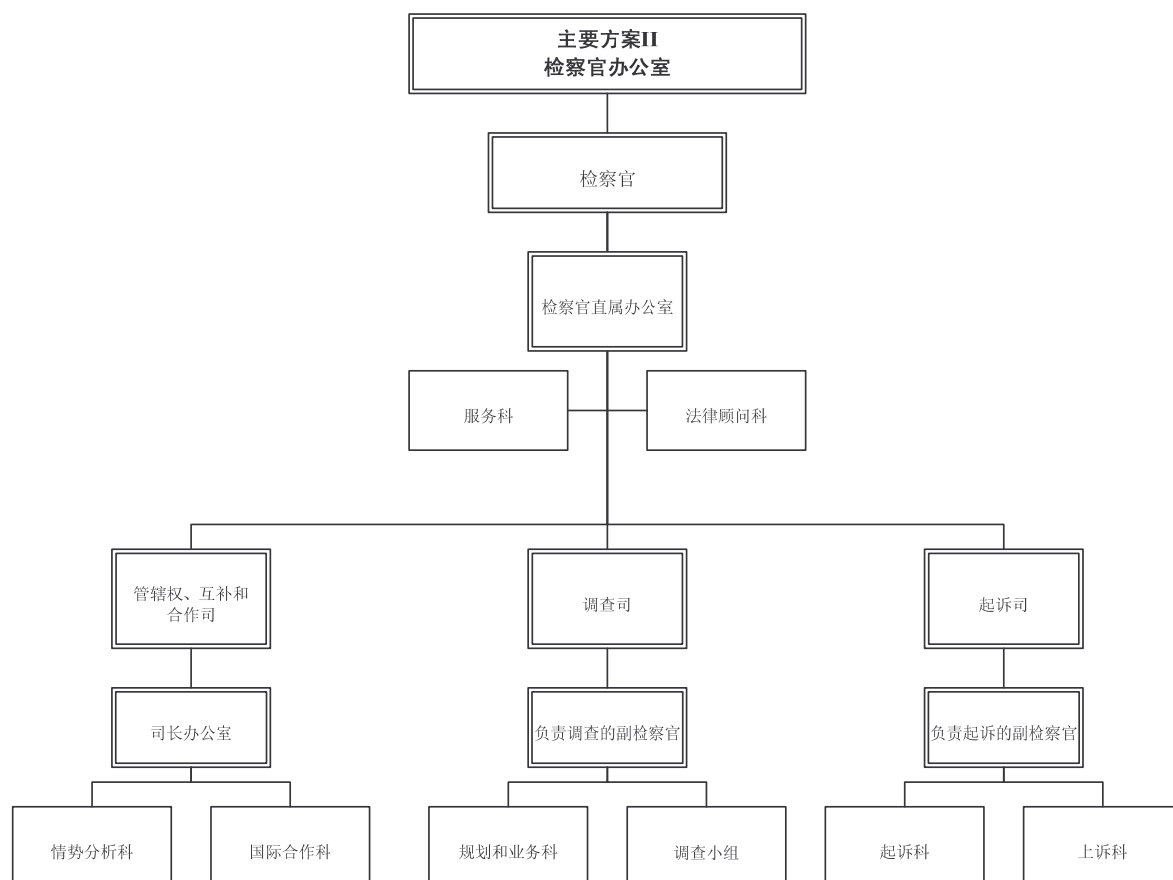 主要方案II
检察官办公室
检察官
检察官直属办公室
服务科
法律顾问科
管辖权、互补和
合作司
调查司
起诉司
司长办公室
负责调查的副检察官
负责起诉的副检察官
情势分析科
国际合作科
规划和业务科
调查小组
起诉科
上诉科